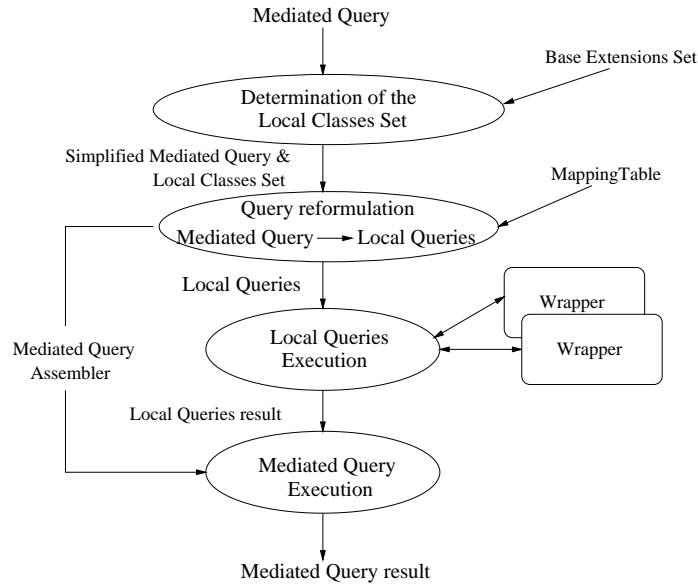 Mediated Query
Base Extensions Set
Determination of the
Local Classes Set
Simplified Mediated Query &
Local Classes Set
MappingTable
Query reformulation
Mediated Query
Local Queries
Local Queries
Wrapper
Local Queries
Execution
Wrapper
Mediated Query
Assembler
Local Queries result
Mediated Query
Execution
Mediated Query result